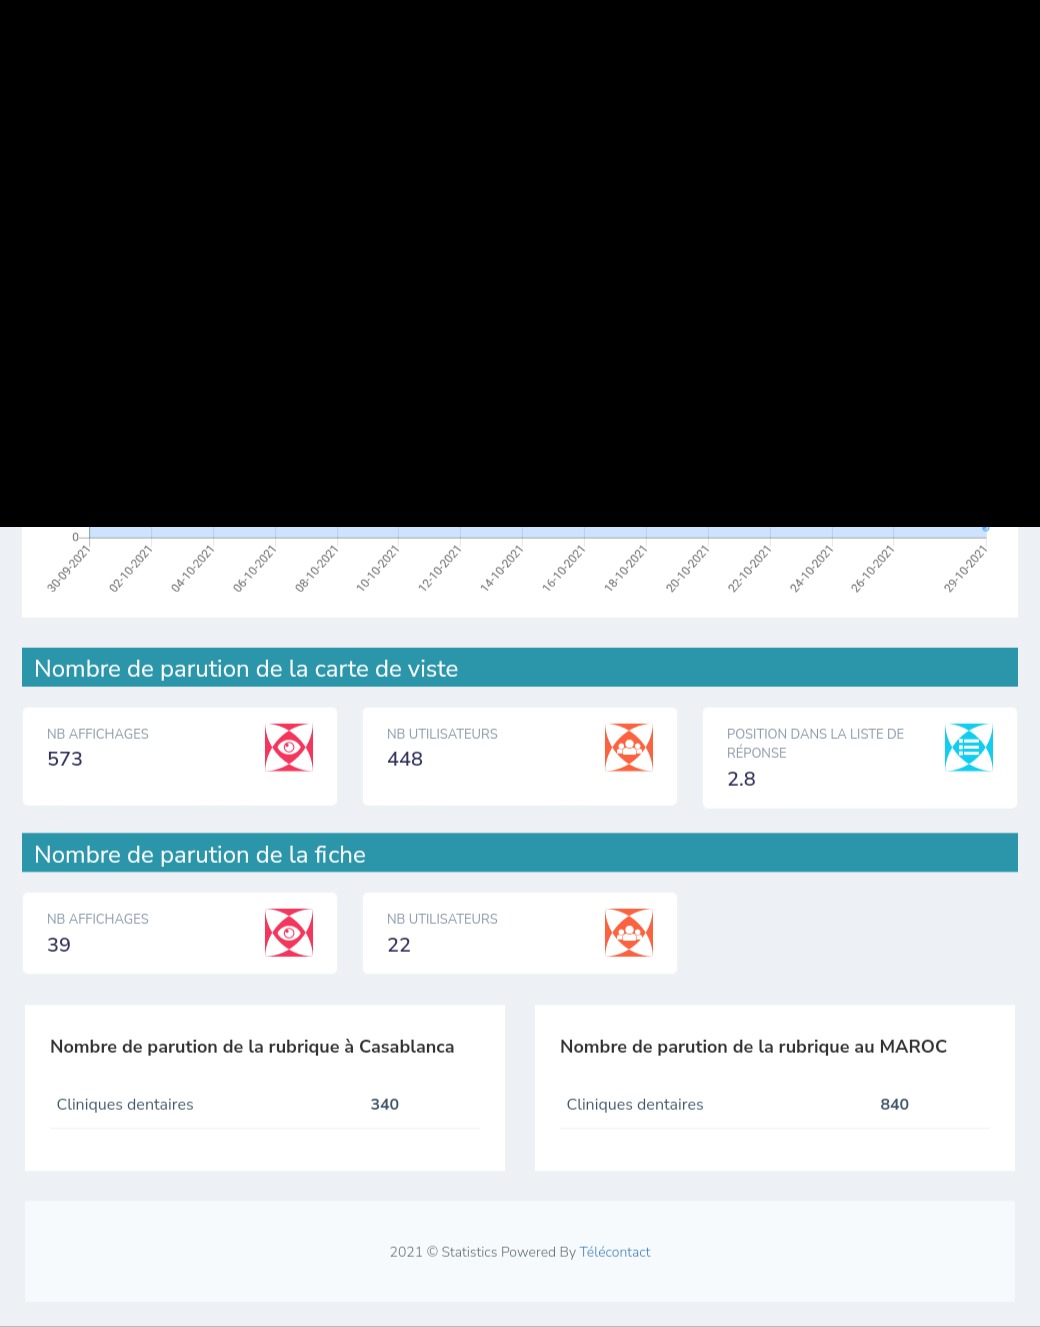 0
30-09-2021 02-10-2021 04-10-2021 06-10-2021 08-10-2021 10-10-2021 12-10-2021 14-10-2021 16-10-2021 18-10-2021 20-10-2021 22-10-2021 24-10-2021 26-10-2021 29-10-2021
Nombre de parution de la carte de viste
NB AFFICHAGES
573
NB UTILISATEURS
448
POSITION DANS LA LISTE DE
RÉPONSE
2.8
Nombre de parution de la fiche
NB AFFICHAGES
39
NB UTILISATEURS
22
Nombre de parution de la rubrique à Casablanca
Cliniques dentaires 340
Nombre de parution de la rubrique au MAROC
Cliniques dentaires 840
2021 © Statistics Powered By Télécontact